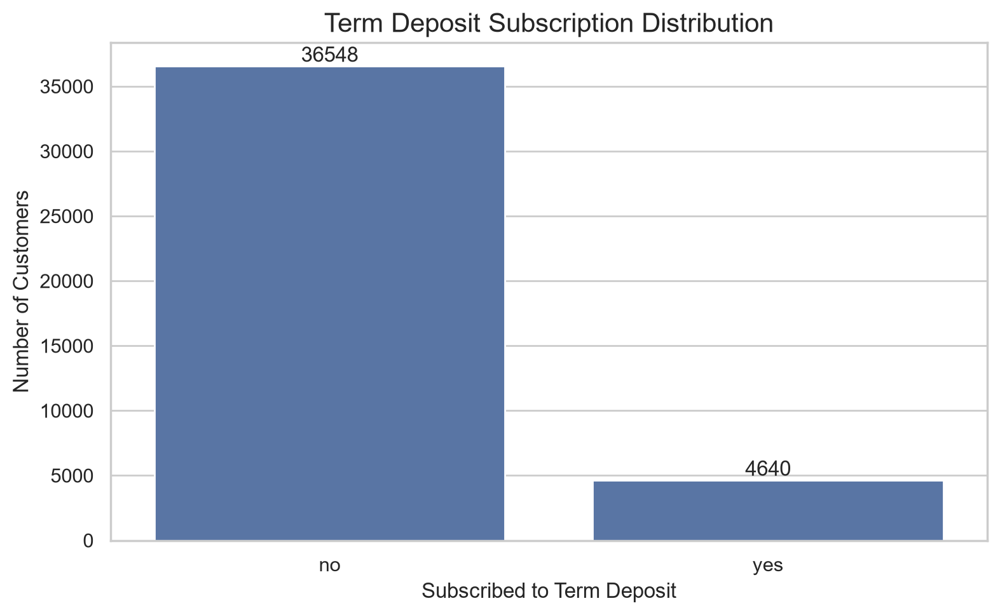 Term Deposit Subscription Distribution
36548
35000
30000
25000
20000
15000
10000
5000
0
4640
Number of Customers
no
yes
Subscribed to Term Deposit